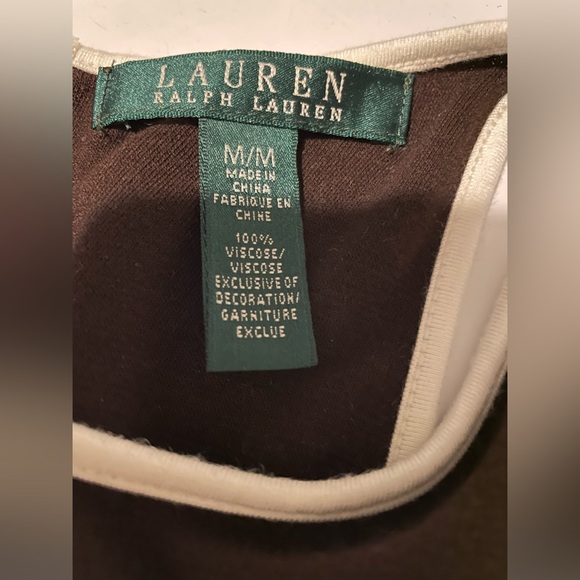 LAUREN
RALPH LAUREN
M/M
MADE IN
CHINA
FABRIQUE EN
CHINE
100%
VISCOSE/
VISCOSE
EXCLUSIVE OF
DECORATION/
GARNITURE
EXCLUE